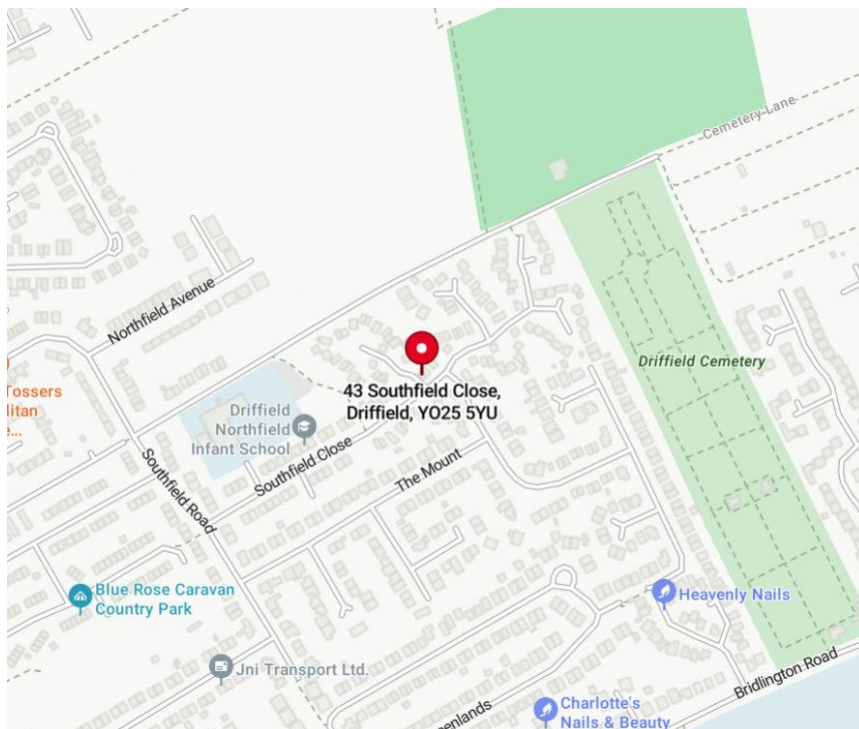 Cemetery Lane
Northfield Avenue
Driffield Cemetery
43 Southfield Close,
Driffield, YO25 5YU
Tossers
litan
e...
Driffield
Northfield
Infant School
Southfield Close
The Mount
Southfield Road
Blue Rose Caravan
Country Park
Heavenly Nails
Jni Transport Ltd.
Bridlington Road
enlands
Charlotte's
Nails & Beauty